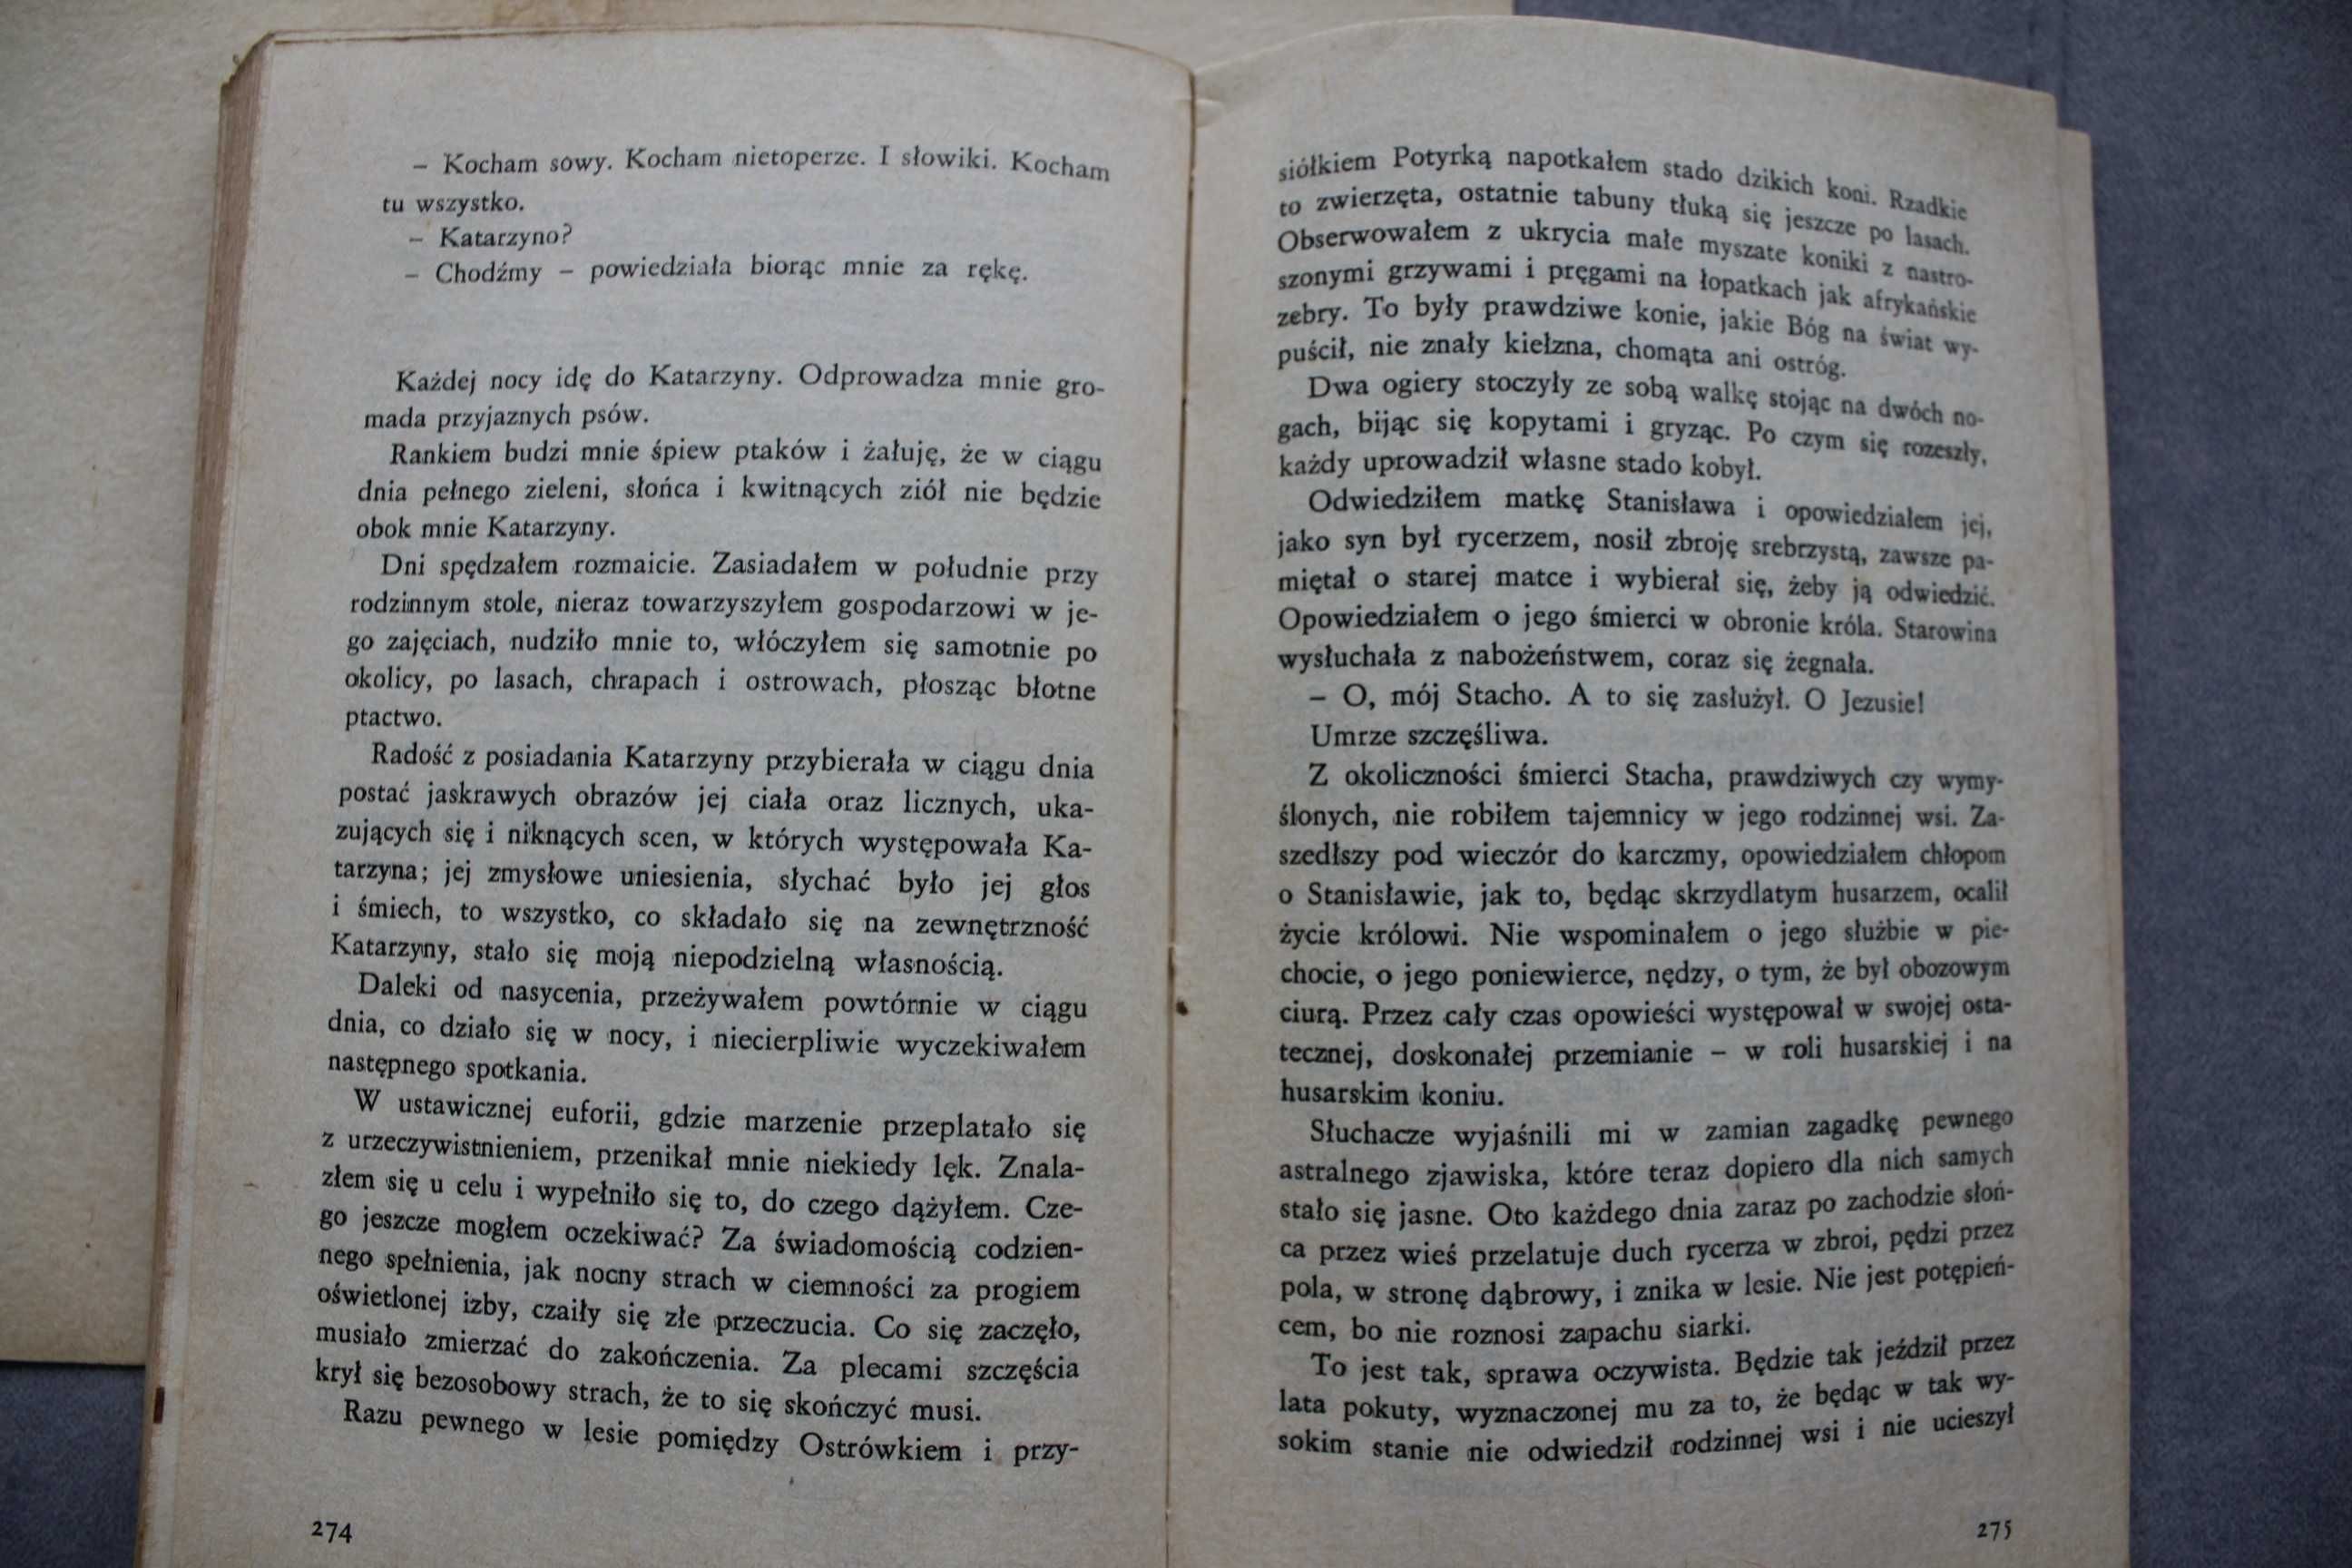 – Kocham sowy. Kocham nietoperze. I słowiki. Kocham
tu wszystko.
– Katarzyno?
– Chodźmy – powiedziała biorąc mnie za rękę.
Każdej nocy idę do Katarzyny. Odprowadza mnie gro-
mada przyjaznych psów.
Rankiem budzi mnie śpiew ptaków i żałuję, że w ciągu
dnia pełnego zieleni, słońca i kwitnących ziół nie będzie
obok mnie Katarzyny.
Dni spędzałem rozmaicie. Zasiadałem w południe przy
rodzinnym stole, nieraz towarzyszyłem gospodarzowi w je-
go zajęciach, nudziło mnie to, włóczyłem się samotnie po
okolicy, po lasach, chrapach i ostrowach, płosząc błotne
ptactwo.
Radość z posiadania Katarzyny przybierała w ciągu dnia
postać jaskrawych obrazów jej ciała oraz licznych, uka-
zujących się i niknących scen, w których występowała Ka-
tarzyna; jej zmysłowe uniesienia, słychać było jej głos
i śmiech, to wszystko, co składało się na zewnętrzność
Katarzyny, stało się moją niepodzielną własnością.
Daleki od nasycenia, przeżywałem powtórnie w ciągu
dnia, co działo się w nocy, i niecierpliwie wyczekiwałem
następnego spotkania.
W ustawicznej euforii, gdzie marzenie przeplatało się
z urzeczywistnieniem, przenikał mnie niekiedy lęk. Znala-
złem się u celu i wypełniło się to, do czego dążyłem. Cze-
go jeszcze mogłem oczekiwać? Za świadomością codzien-
nego spełnienia, jak nocny strach w ciemności za progiem
oświetlonej izby, czaiły się złe przeczucia. Co się zaczęło,
musiało zmierzać do zakończenia. Za plecami szczęścia
krył się bezosobowy strach, że to się skończyć musi.
Razu pewnego w lesie pomiędzy Ostrówkiem i przy-
274
siółkiem Potyrką napotkałem stado dzikich koni. Rzadkie
to zwierzęta, ostatnie tabuny tłuką się jeszcze po lasach.
Obserwowałem z ukrycia małe myszate koniki z nastro-
szonymi grzywami i pręgami na łopatkach jak afrykańskie
zebry. To były prawdziwe konie, jakie Bóg na świat wy-
puścił, nie znały kiełzna, chomąta ani ostróg.
Dwa ogiery stoczyły ze sobą walkę stojąc na dwóch no-
gach, bijąc się kopytami i gryząc. Po czym się rozeszły,
każdy uprowadził własne stado kobył.
Odwiedziłem matkę Stanisława i opowiedziałem jej,
jako syn był rycerzem, nosił zbroję srebrzystą, zawsze pa-
miętał o starej matce i wybierał się, żeby ją odwiedzić.
Opowiedziałem o jego śmierci w obronie króla. Starowina
wysłuchała z nabożeństwem, coraz się żegnała.
– O, mój Stacho. A to się zasłużył. O Jezusie!
Umrze szczęśliwa.
Z okoliczności śmierci Stacha, prawdziwych czy wymy-
ślonych, nie robiłem tajemnicy w jego rodzinnej wsi. Za-
szedłszy pod wieczór do karczmy, opowiedziałem chłopom
o Stanisławie, jak to, będąc skrzydlatym husarzem, ocalił
życie królowi. Nie wspominałem o jego służbie w pie-
chocie, o jego poniewierce, nędzy, o tym, że był obozowym
ciurą. Przez cały czas opowieści występował w swojej osta-
tecznej, doskonałej przemianie – w roli husarskiej i na
husarskim koniu.
Słuchacze wyjaśnili mi w zamian zagadkę pewnego
astralnego zjawiska, które teraz dopiero dla nich samych
stało się jasne. Oto każdego dnia zaraz po zachodzie słoń-
ca przez wieś przelatuje duch rycerza w zbroi, pędzi przez
pola, w stronę dąbrowy, i znika w lesie. Nie jest potępień-
cem, bo nie roznosi zapachu siarki.
To jest tak, sprawa oczywista. Będzie tak jeździł przez
lata pokuty, wyznaczonej mu za to, że będąc w tak wy-
sokim stanie nie odwiedził rodzinnej wsi i nie ucieszył
275